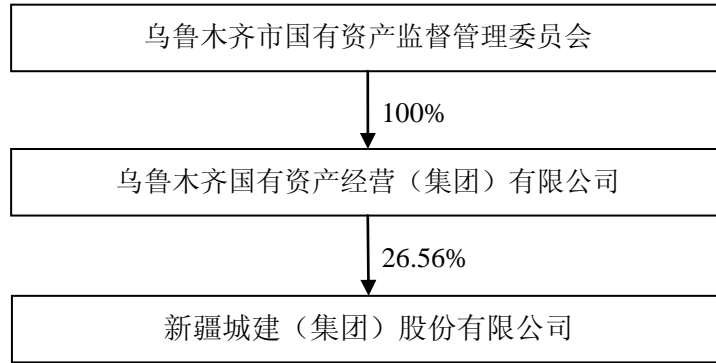 乌鲁木齐市国有资产监督管理委员会
100%
乌鲁木齐国有资产经营（集团）有限公司
26.56%
新疆城建（集团）股份有限公司